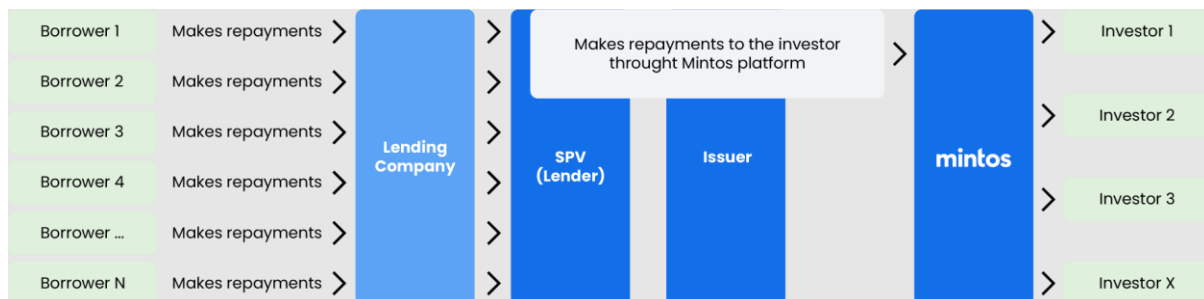 Borrower 1
Makes repayments
Borrower 2
Makes repayments
Borrower 3
Makes repayments
Borrower 4
Makes repayments
Borrower ...
Makes repayments
Borrower N
Makes repayments
Lending
Company
SPV
(Lender)
Issuer
Makes repayments to the investor
throught Mintos platform
mintos
Investor 1
Investor 2
Investor 3
Investor X